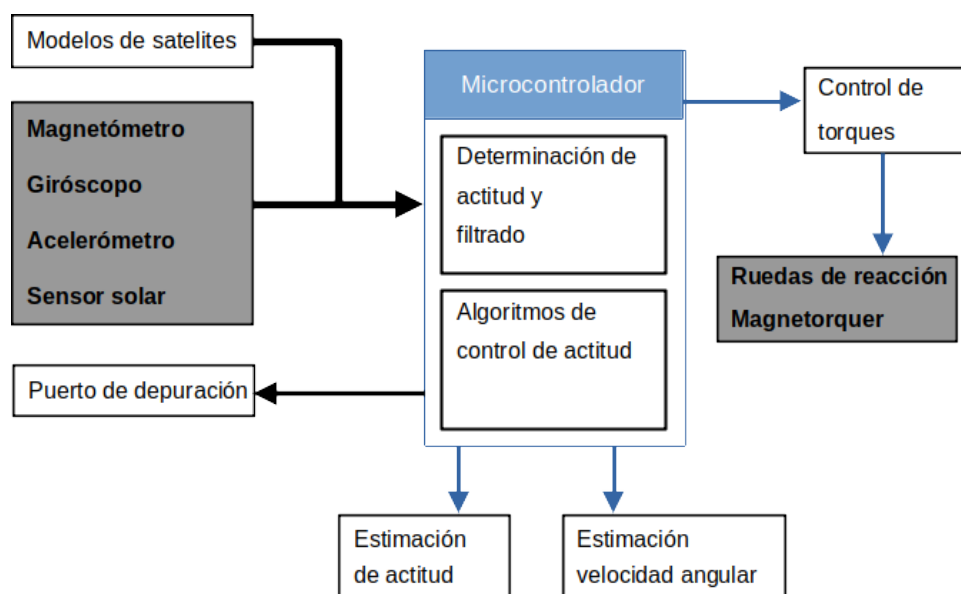 Modelos de satelites
Magnetómetro
Giróscopo
Acelerómetro
Sensor solar
Puerto de depuración
Microcontrolador
Determinación de
actitud y
filtrado
Algoritmos de
control de actitud
Control de
torques
Ruedas de reacción
Magnetorquer
Estimación
de actitud
Estimación
velocidad angular